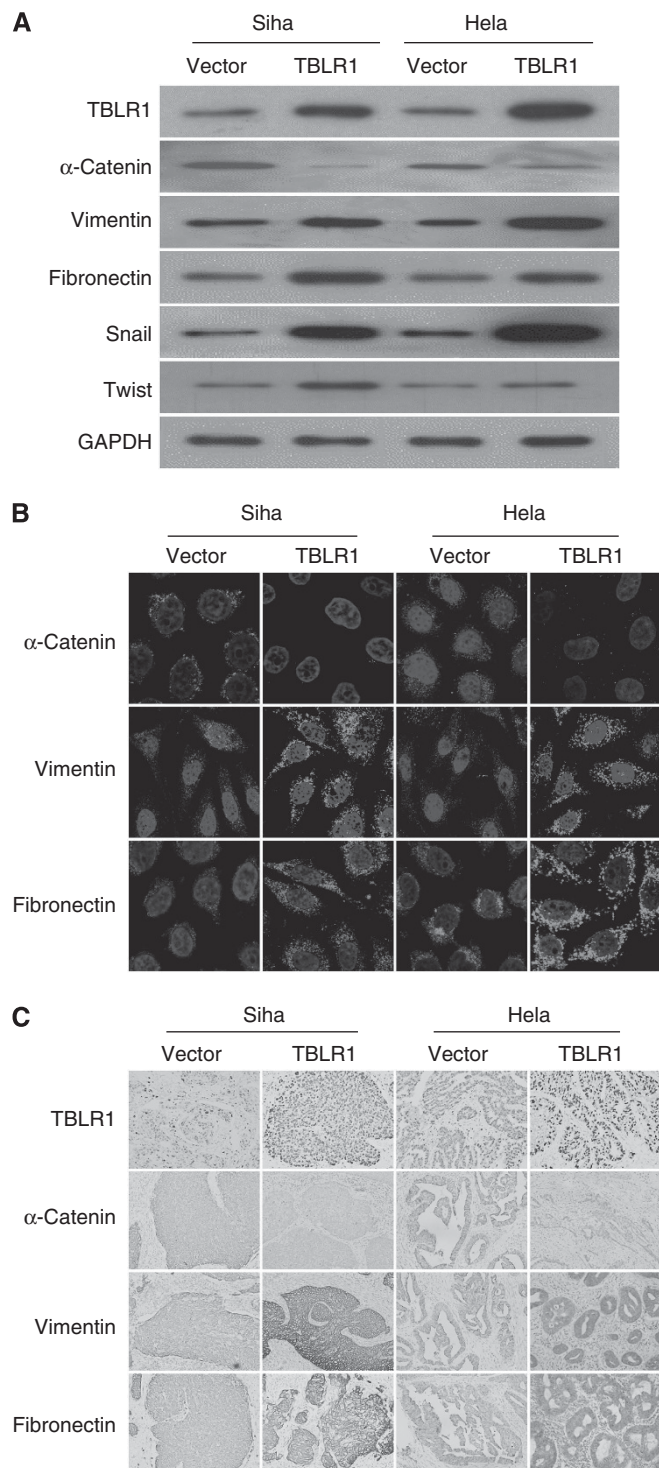 A
Siha Hela
Vector TBLR1 Vector TBLR1
TBLR1
α-Catenin
Vimentin
Fibronectin
Snail
Twist
GAPDH
B
Siha Hela
Vector TBLR1 Vector TBLR1
α-Catenin
Vimentin
Fibronectin
C
Siha Hela
Vector TBLR1 Vector TBLR1
TBLR1
α-Catenin
Vimentin
Fibronectin